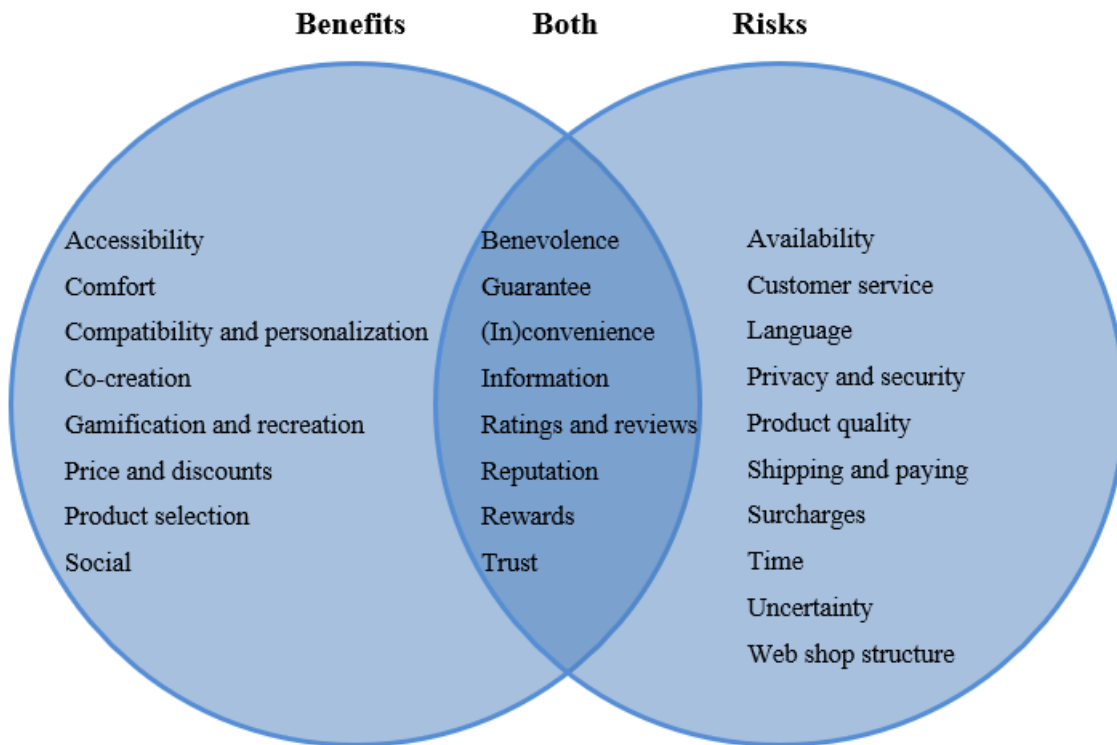 Benefits
Both
Risks
Accessibility
Comfort
Compatibility and personalization
Co-creation
Gamification and recreation
Price and discounts
Product selection
Social
Benevolence
Guarantee
(In)convenience
Information
Ratings and reviews
Reputation
Rewards
Trust
Availability
Customer service
Language
Privacy and security
Product quality
Shipping and paying
Surcharges
Time
Uncertainty
Web shop structure